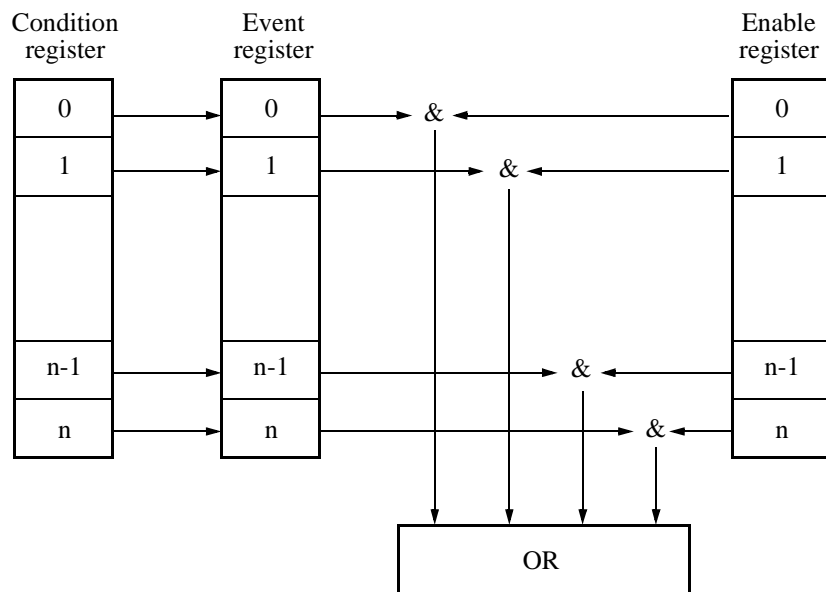 Condition
register
Event
register
Enable
register
0
0
&
0
1
1
&
1
n-1
n-1
&
n-1
n
n
&
n
OR